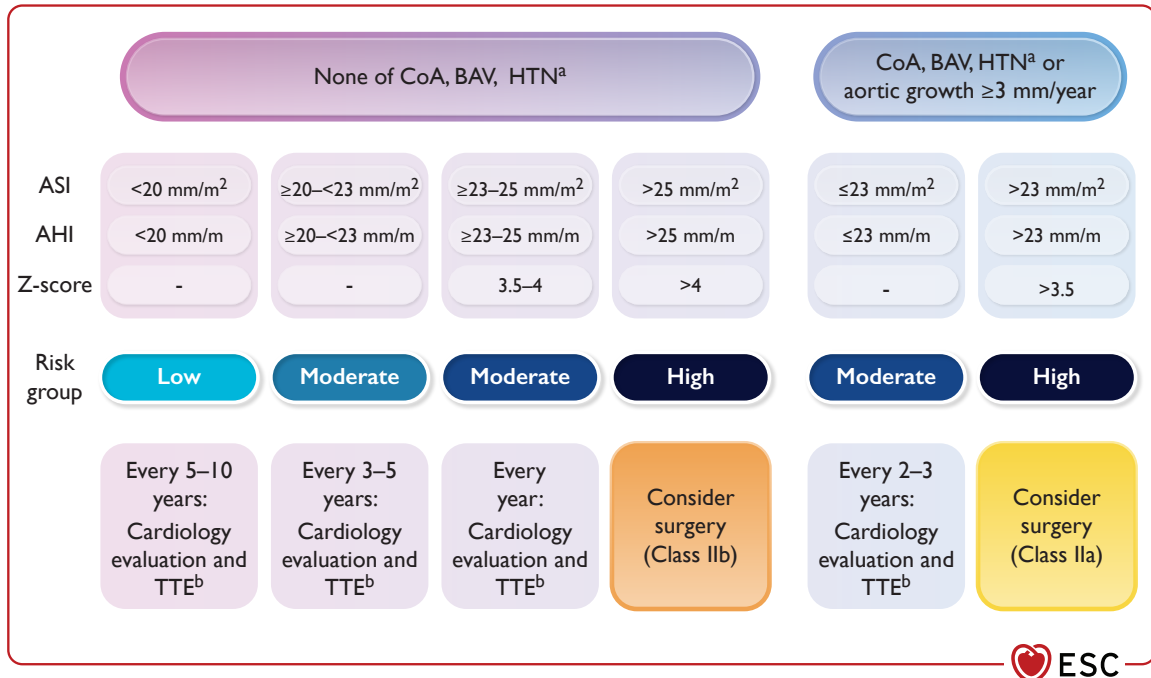 None of CoA, BAV, HTNa
CoA, BAV, HTNa or
aortic growth ≥3 mm/year
ASI
<20 mm/m2
≥20–<23 mm/m2
≥23–25 mm/m2
>25 mm/m2
≤23 mm/m2
>23 mm/m2
AHI
<20 mm/m
≥20–<23 mm/m
≥23–25 mm/m
>25 mm/m
≤23 mm/m
>23 mm/m
Z-score
-
-
3.5–4
>4
-
>3.5
Risk
group
Low
Moderate
Moderate
High
Moderate
High
Every 5–10
years:
Cardiology
evaluation and
TTEb
Every 3–5
years:
Cardiology
evaluation and
TTEb
Every
year:
Cardiology
evaluation and
TTEb
Consider
surgery
(Class IIb)
Every 2–3
years:
Cardiology
evaluation and
TTEb
Consider
surgery
(Class IIa)
ESC